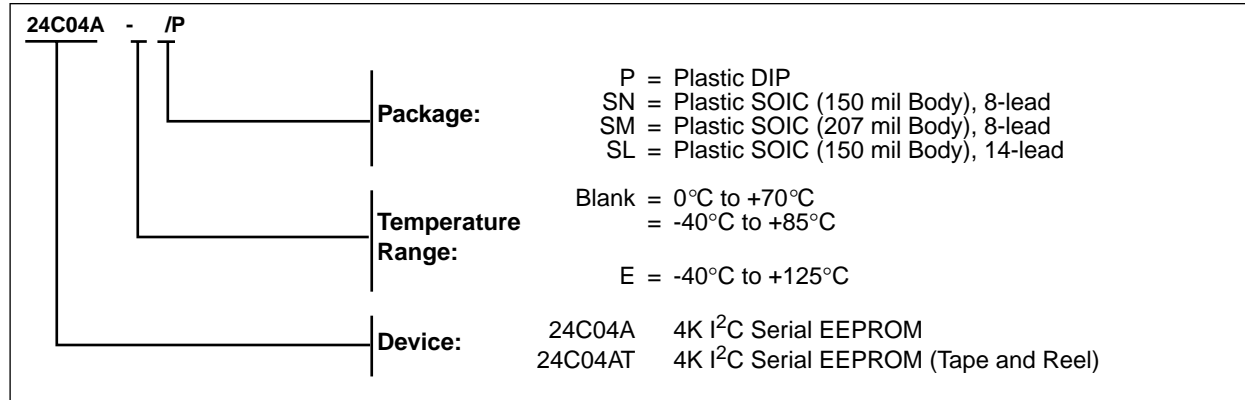 24C04A - /P
Package:
P = Plastic DIP
SN = Plastic SOIC (150 mil Body), 8-lead
SM = Plastic SOIC (207 mil Body), 8-lead
SL = Plastic SOIC (150 mil Body), 14-lead
Temperature
Range:
Blank = 0°C to +70°C
= -40°C to +85°C
E = -40°C to +125°C
Device:
24C04A 4K I²C Serial EEPROM
24C04AT 4K I²C Serial EEPROM (Tape and Reel)